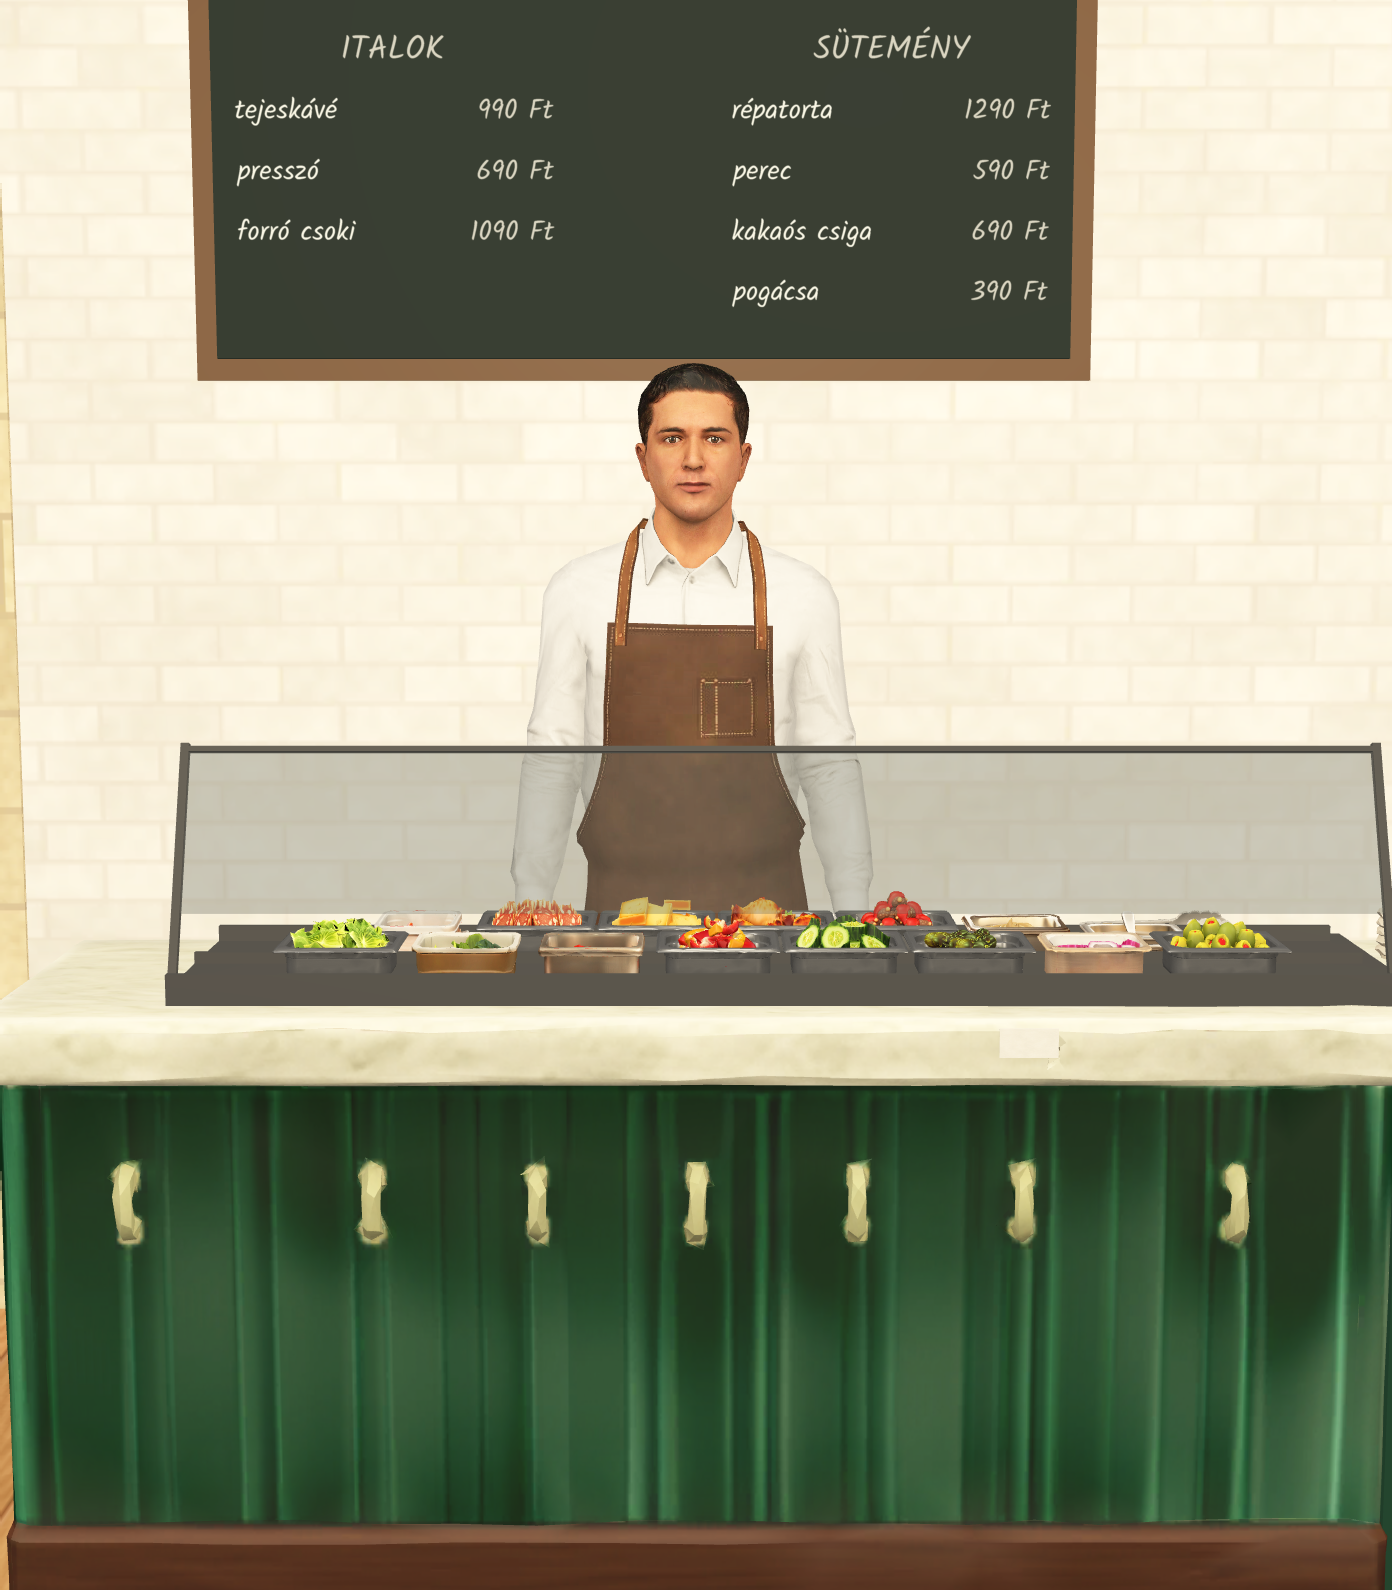 ITALOK
tejeskávé 990 Ft
presszó 690 Ft
forró csoki 1090 Ft
SÜTEMÉNY
répatorta 1290 Ft
perec 590 Ft
kakaós csiga 690 Ft
pogácsa 390 Ft